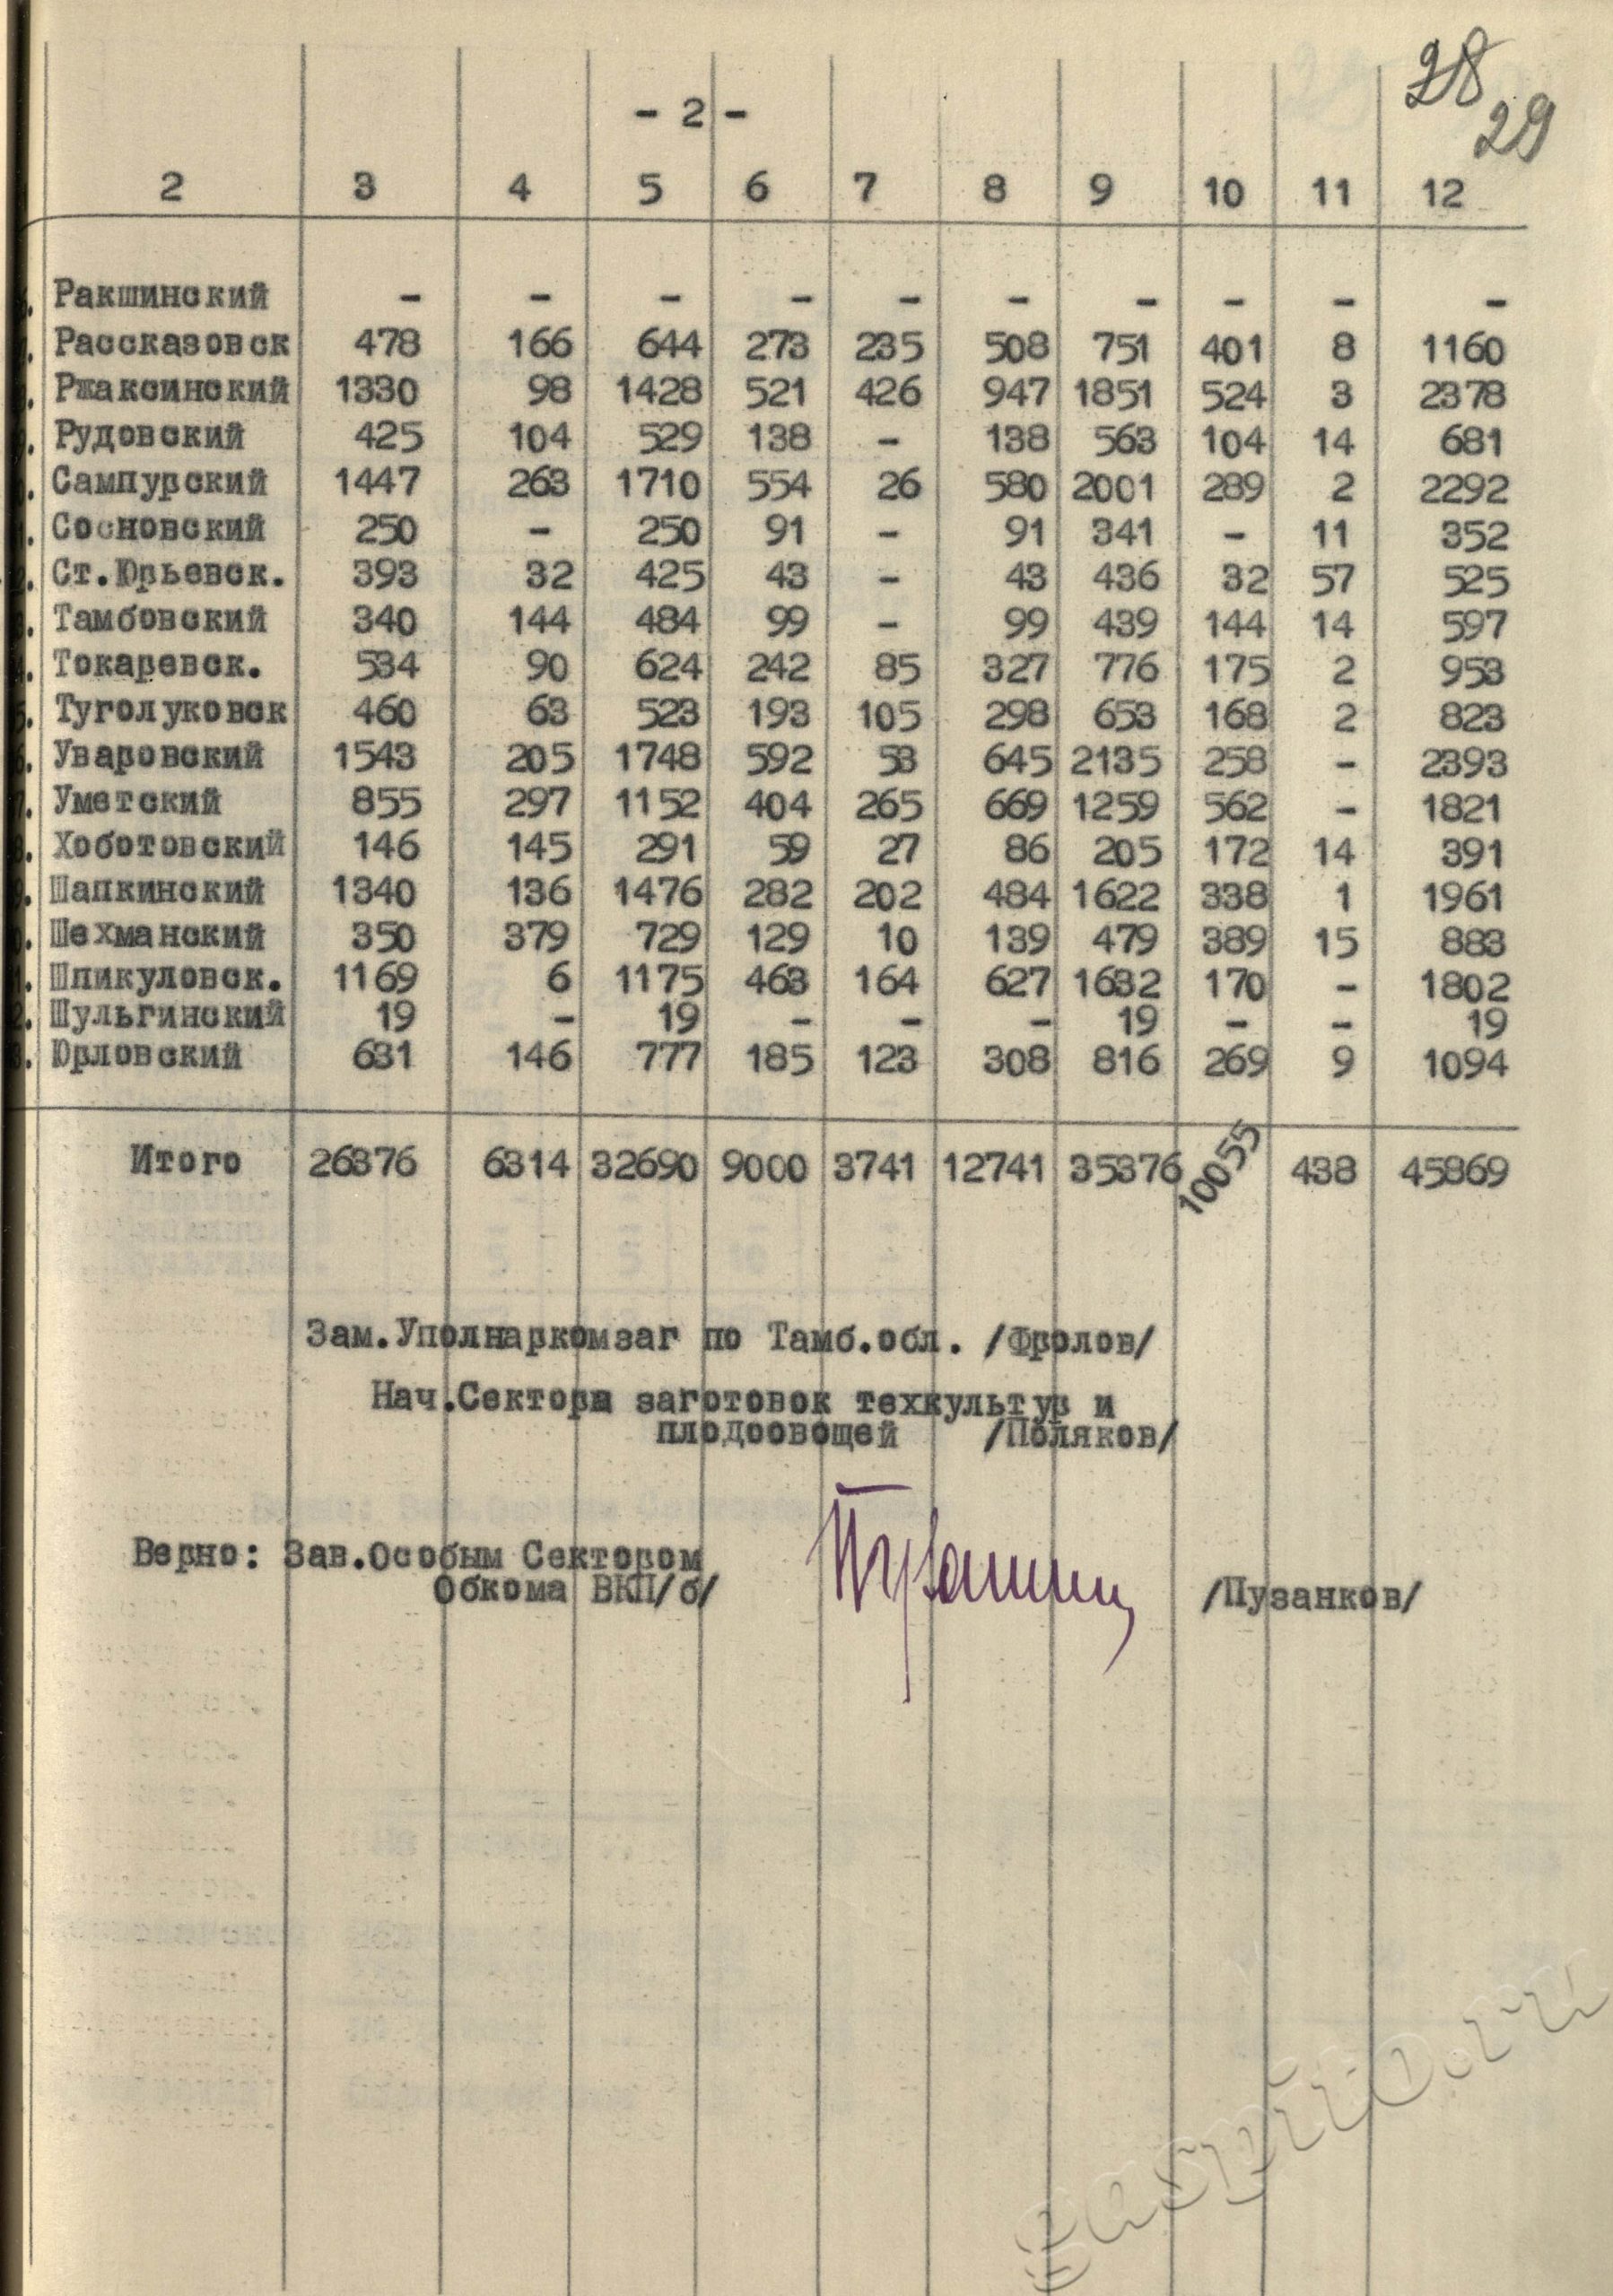 28
29
- 2 -
2 3 4 5 6 7 8 9 10 11 12
Ракшинский - - - - - - - - - -
Рассказовск 478 166 644 273 235 508 751 401 8 1160
Ржаксинский 1330 98 1428 521 426 947 1851 524 3 2378
Рудовский 425 104 529 138 - 138 563 104 14 681
Сампурский 1447 263 1710 554 26 580 2001 289 2 2292
Сосновский 250 - 250 91 - 91 341 - 11 352
Ст.Юрьевск. 393 32 425 43 - 43 436 32 57 525
Тамбовский 340 144 484 99 - 99 439 144 14 597
Токаревск. 534 90 624 242 85 327 776 175 2 953
Туголуковск 460 63 523 193 105 298 653 168 2 823
Уваровский 1543 205 1748 592 53 645 2135 258 - 2393
Уметский 855 297 1152 404 265 669 1259 562 - 1821
Хоботовский 146 145 291 59 27 86 205 172 14 391
Шапкинский 1340 136 1476 282 202 484 1622 338 1 1961
Шехманский 350 379 729 129 10 139 479 389 15 883
Шпикуловск. 1169 6 1175 463 164 627 1632 170 - 1802
Шульгинский 19 - 19 - - - 19 - - 19
Юрловский 631 146 777 185 123 308 816 269 9 1094
Итого 26376 6314 32690 9000 3741 12741 35376 10055 438 45869
Зам.Уполнаркомзаг по Тамб.обл. /Фролов/
Нач.Сектора заготовок техкультур и
плодоовощей /Поляков/
Верно: Зав.Особым Сектором
Обкома ВКП/б/ /Пузанков/
gaspito.ru